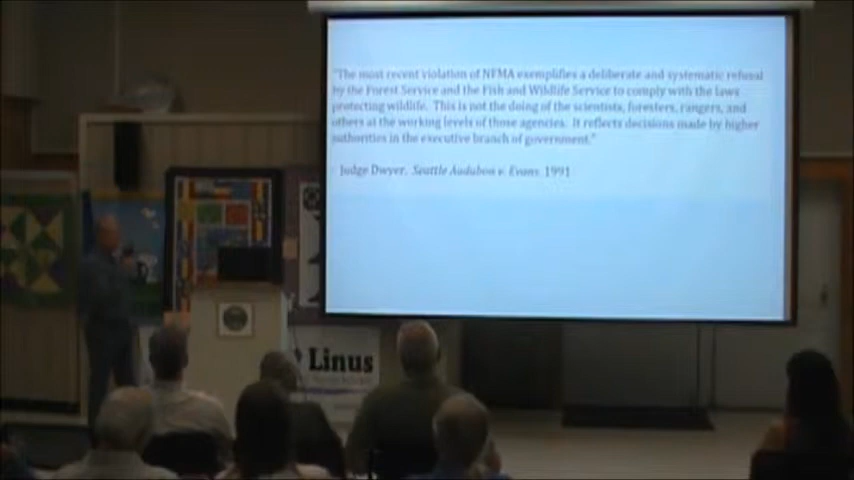 "The most recent violation of NFMA exemplifies a deliberate and systematic refusal
by the Forest Service and the Fish and Wildlife Service to comply with the laws
protecting wildlife. This is not the doing of the scientists, foresters, rangers, and
others at the working levels of those agencies. It reflects decisions made by higher
authorities in the executive branch of government."
Judge Dwyer, Seattle Audubon v. Evans. 1991
Linus